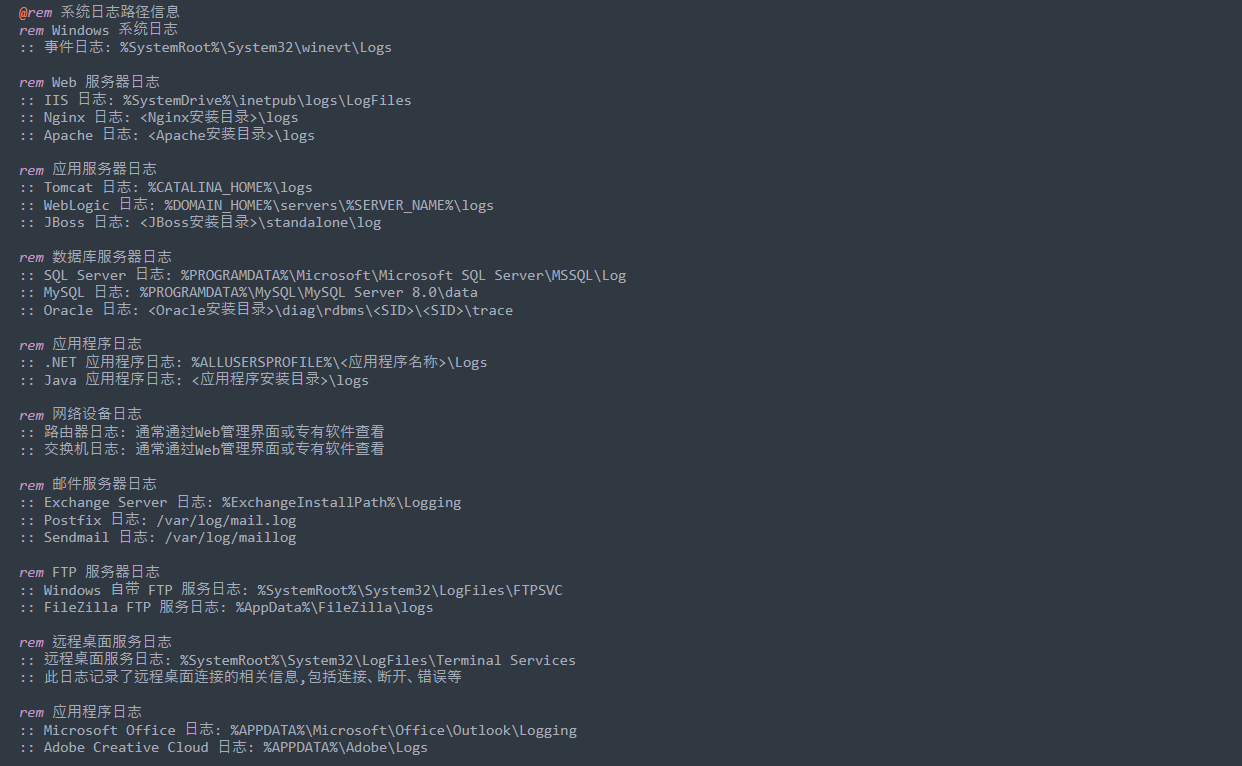 @rem 系统日志路径信息
rem Windows 系统日志
:: 事件日志: %SystemRoot%\System32\winevt\Logs
rem Web 服务器日志
:: IIS 日志: %SystemDrive%\inetpub\logs\LogFiles
:: Nginx 日志: <Nginx安装目录>\logs
:: Apache 日志: <Apache安装目录>\logs
rem 应用服务器日志
:: Tomcat 日志: %CATALINA_HOME%\logs
:: WebLogic 日志: %DOMAIN_HOME%\servers\%SERVER_NAME%\logs
:: JBoss 日志: <JBoss安装目录>\standalone\log
rem 数据库服务器日志
:: SQL Server 日志: %PROGRAMDATA%\Microsoft\Microsoft SQL Server\MSSQL\Log
:: MySQL 日志: %PROGRAMDATA%\MySQL\MySQL Server 8.0\data
:: Oracle 日志: <Oracle安装目录>\diag\rdbms\<SID>\<SID>\trace
rem 应用程序日志
:: .NET 应用程序日志: %ALLUSERSPROFILE%\<应用程序名称>\Logs
:: Java 应用程序日志: <应用程序安装目录>\logs
rem 网络设备日志
:: 路由器日志: 通常通过Web管理界面或专有软件查看
:: 交换机日志: 通常通过Web管理界面或专有软件查看
rem 邮件服务器日志
:: Exchange Server 日志: %ExchangeInstallPath%\Logging
:: Postfix 日志: /var/log/mail.log
:: Sendmail 日志: /var/log/maillog
rem FTP 服务器日志
:: Windows 自带 FTP 服务日志: %SystemRoot%\System32\LogFiles\FTPSVC
:: FileZilla FTP 服务日志: %AppData%\FileZilla\logs
rem 远程桌面服务日志
:: 远程桌面服务日志: %SystemRoot%\System32\LogFiles\Terminal Services
:: 此日志记录了远程桌面连接的相关信息,包括连接、断开、错误等
rem 应用程序日志
:: Microsoft Office 日志: %APPDATA%\Microsoft\Office\Outlook\Logging
:: Adobe Creative Cloud 日志: %APPDATA%\Adobe\Logs